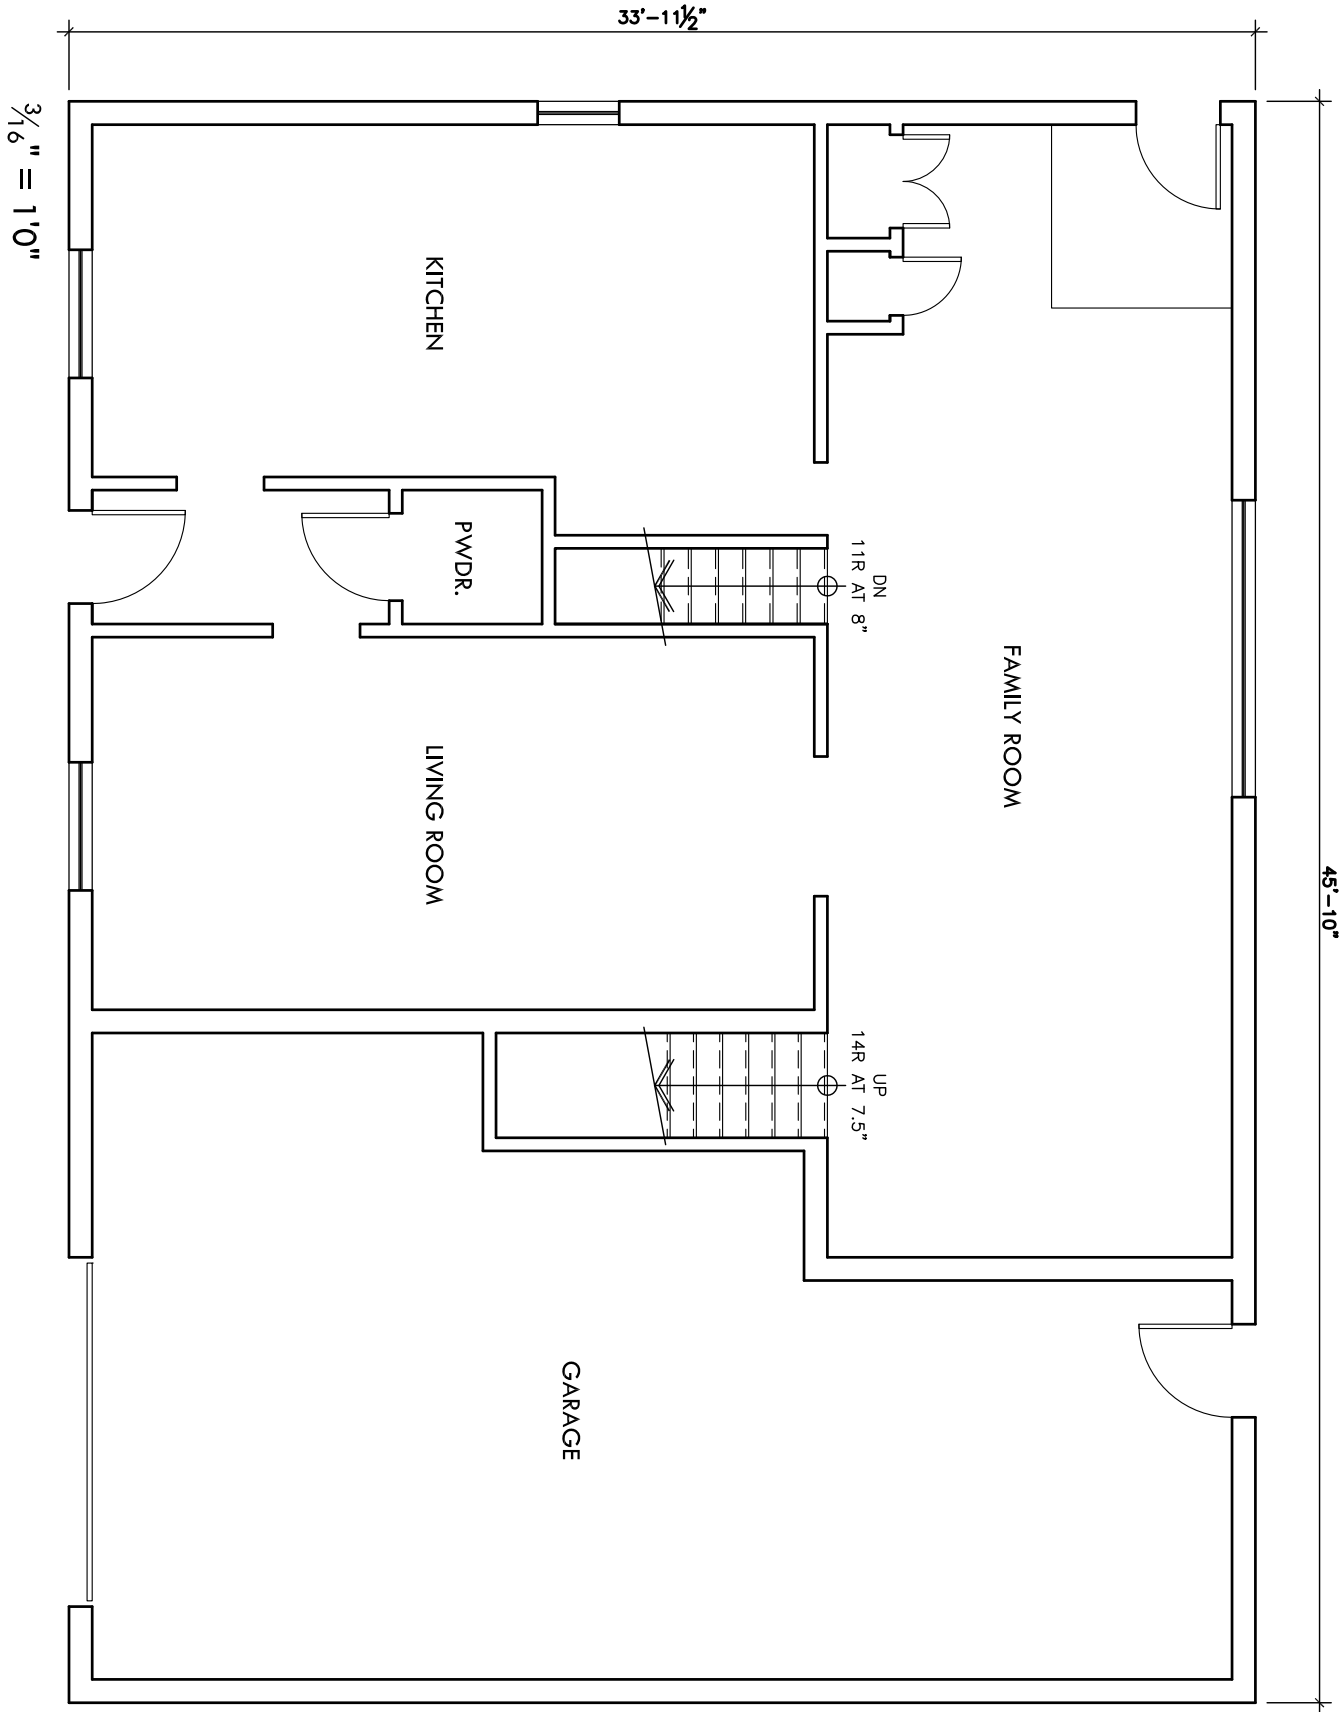 33'-11½"
3⁄16" = 1'0"
KITCHEN
PWDR.
DN
11R AT 8"
FAMILY ROOM
LIVING ROOM
45'-10"
UP
14R AT 7.5"
GARAGE